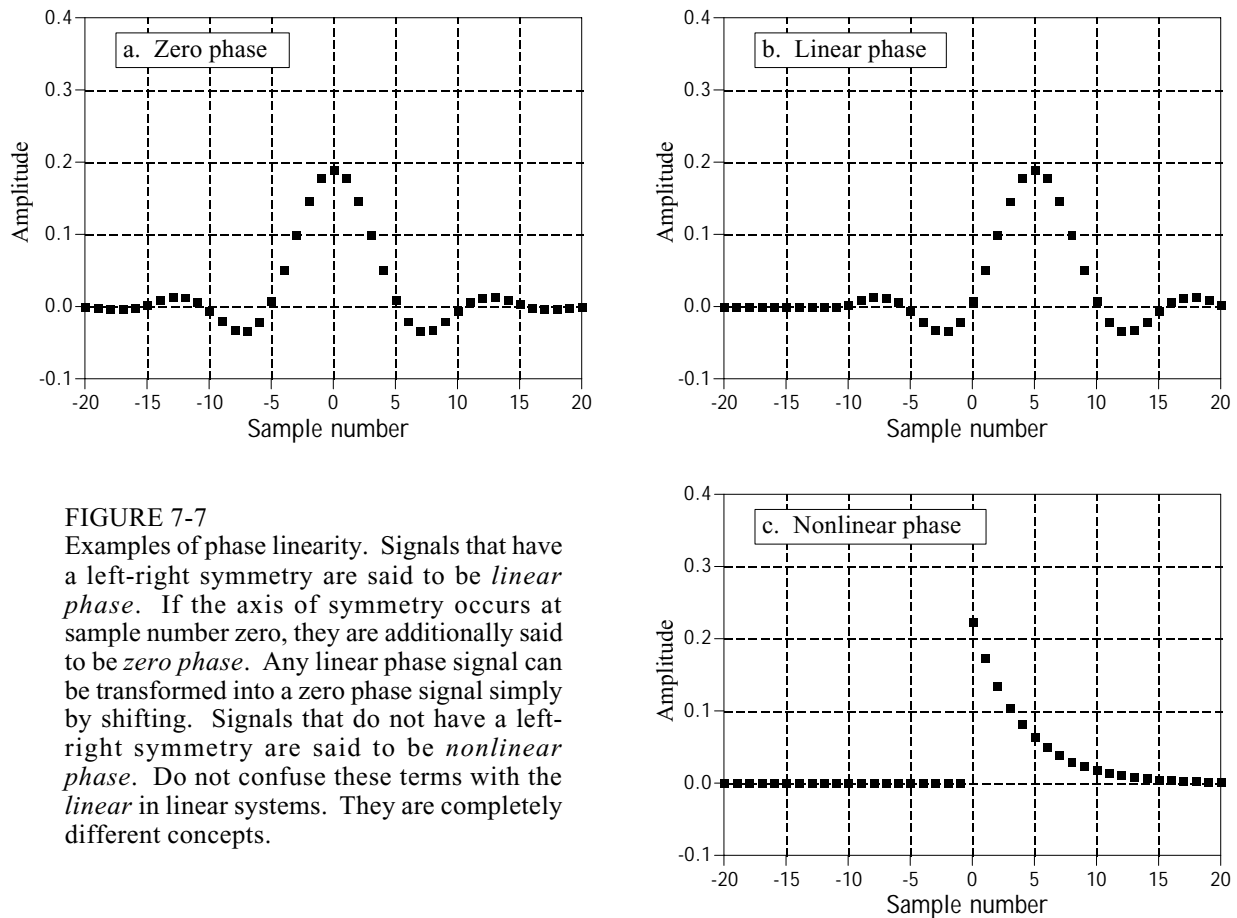 a. Zero phase
0.4
0.3
0.2
0.1
0.0
-0.1
Amplitude
-20 -15 -10 -5 0 5 10 15 20
Sample number
b. Linear phase
0.4
0.3
0.2
0.1
0.0
-0.1
Amplitude
-20 -15 -10 -5 0 5 10 15 20
Sample number
FIGURE 7-7
Examples of phase linearity. Signals that have
a left-right symmetry are said to be linear
phase. If the axis of symmetry occurs at
sample number zero, they are additionally said
to be zero phase. Any linear phase signal can
be transformed into a zero phase signal simply
by shifting. Signals that do not have a left-
right symmetry are said to be nonlinear
phase. Do not confuse these terms with the
linear in linear systems. They are completely
different concepts.
c. Nonlinear phase
0.4
0.3
0.2
0.1
0.0
-0.1
Amplitude
-20 -15 -10 -5 0 5 10 15 20
Sample number